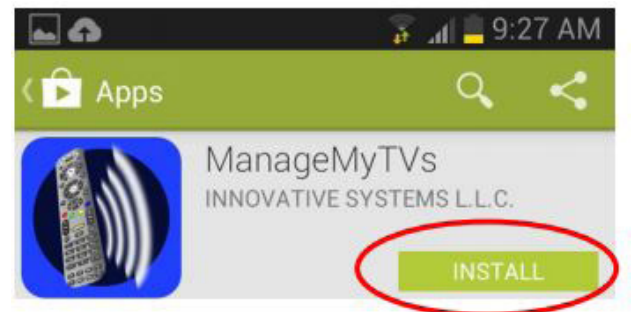 9:27 AM
Apps
ManageMyTVs
INNOVATIVE SYSTEMS L.L.C.
INSTALL